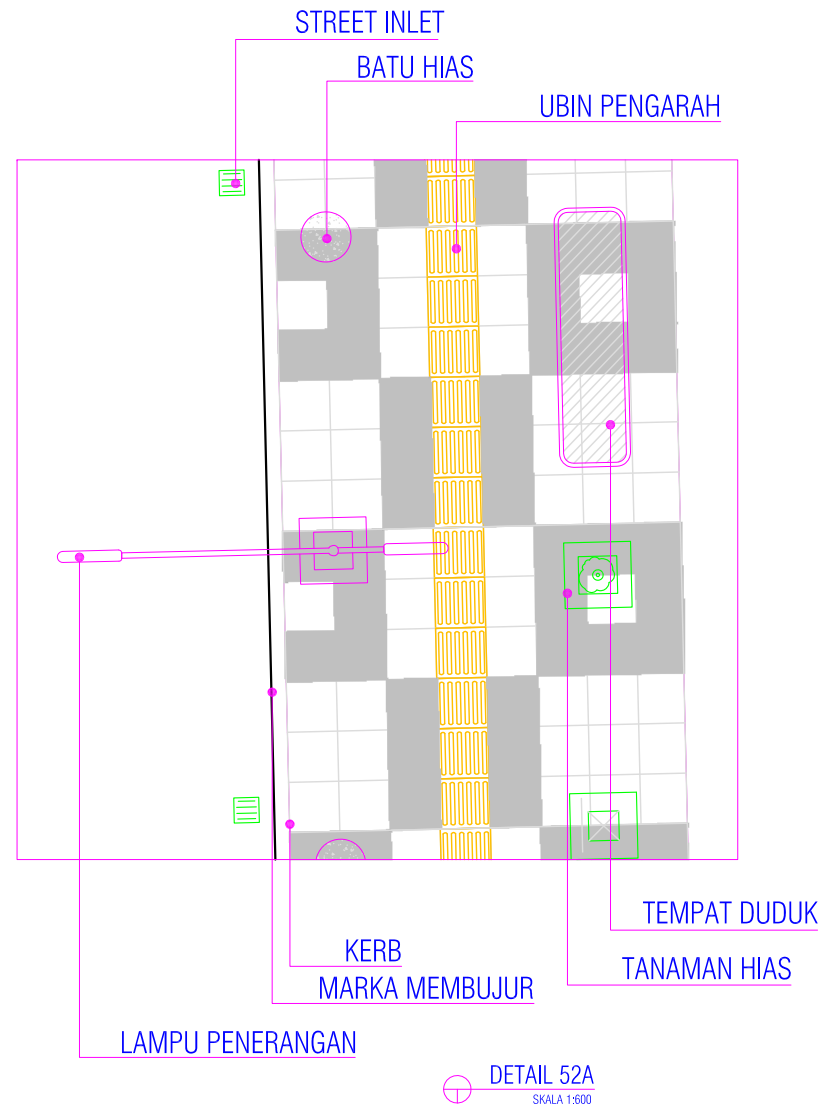 STREET INLET
BATU HIAS
UBIN PENGARAH
TEMPAT DUDUK
KERB
TANAMAN HIAS
MARKA MEMBUJUR
LAMPU PENERANGAN
DETAIL 52A
SKALA 1:600